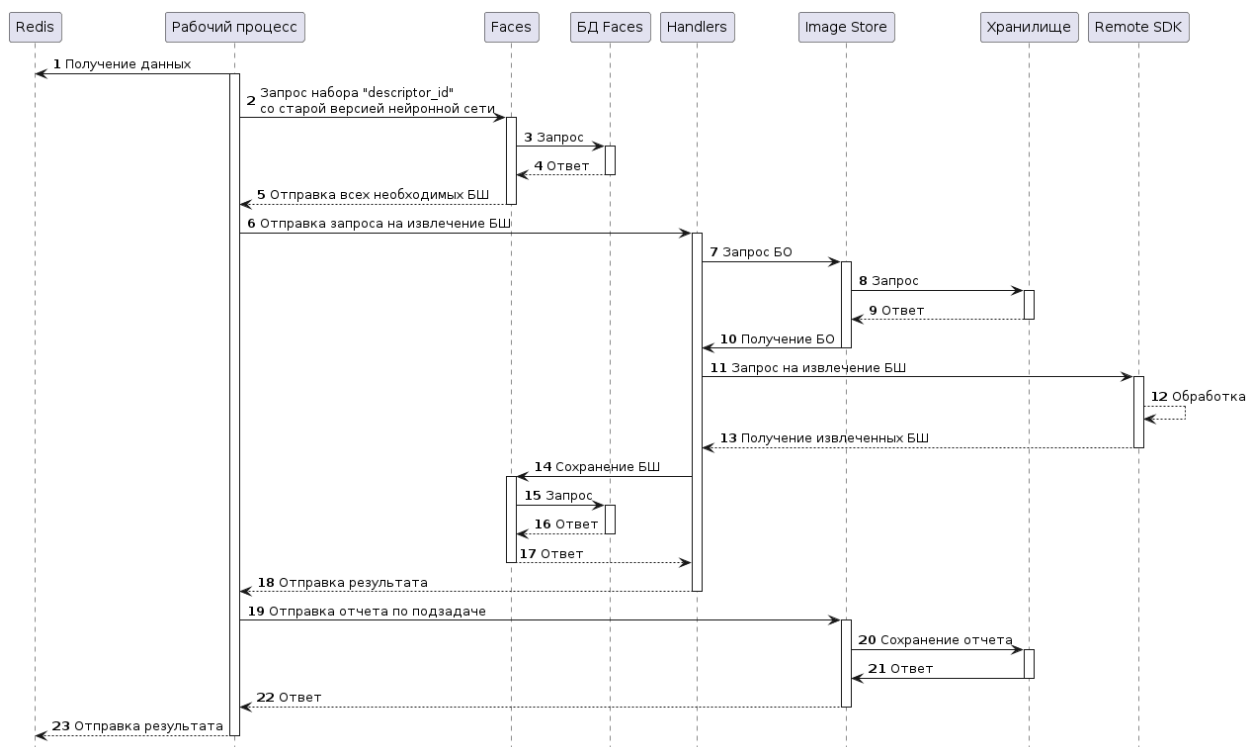 Redis
Рабочий процесс
Faces
БД Faces
Handlers
Image Store
Хранилище
Remote SDK
1 Получение данных
2 Запрос набора "descriptor_id"
со старой версией нейронной сети
3 Запрос
4 Ответ
5 Отправка всех необходимых БШ
6 Отправка запроса на извлечение БШ
7 Запрос БО
8 Запрос
9 Ответ
10 Получение БО
11 Запрос на извлечение БШ
12 Обработка
13 Получение извлеченных БШ
14 Сохранение БШ
15 Запрос
16 Ответ
17 Ответ
18 Отправка результата
19 Отправка отчета по подзадаче
20 Сохранение отчета
21 Ответ
22 Ответ
23 Отправка результата